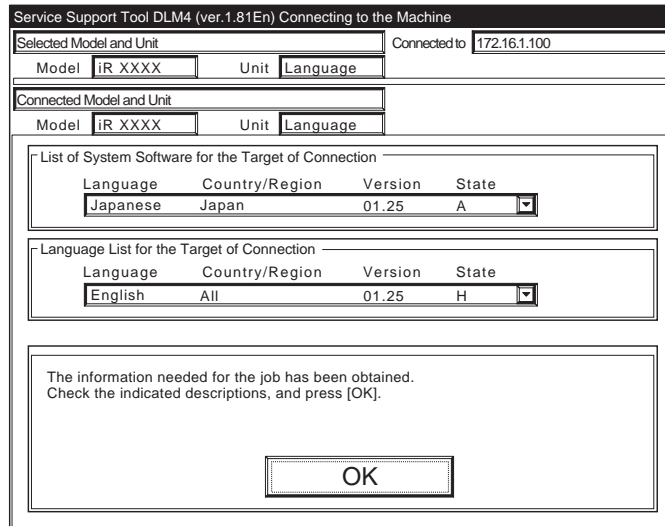 Service Support Tool DLM4 (ver.1.81En) Connecting to the Machine
Selected Model and Unit Connected to 172.16.1.100
Model iR XXXX Unit Language
Connected Model and Unit
Model iR XXXX Unit Language
List of System Software for the Target of Connection
Language Country/Region Version State
Japanese Japan 01.25 A
Language List for the Target of Connection
Language Country/Region Version State
English All 01.25 H
The information needed for the job has been obtained.
Check the indicated descriptions, and press [OK].
OK